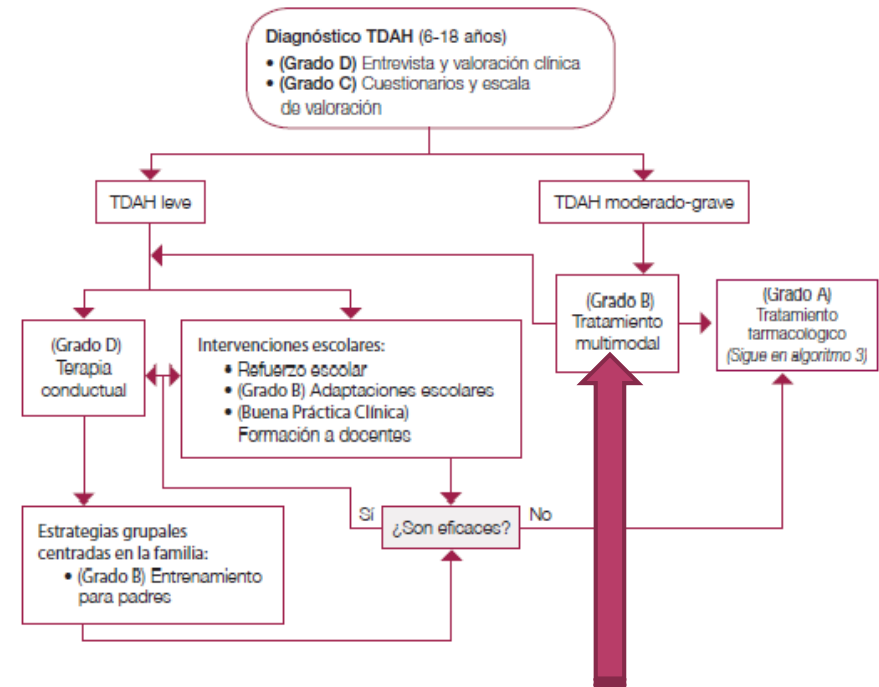 Diagnóstico TDAH (6-18 años)
• (Grado D) Entrevista y valoración clínica
• (Grado C) Cuestionarios y escala
de valoración
TDAH leve
TDAH moderado-grave
(Grado B)
Tratamiento
multimodal
(Grado A)
Tratamiento
farmacológico
(Sigue en algoritmo 3)
(Grado D)
Terapia
conductual
Intervenciones escolares:
• Refuerzo escolar
• (Grado B) Adaptaciones escolares
• (Buena Práctica Clínica)
Formación a docentes
Estrategias grupales
centradas en la familia:
• (Grado B) Entrenamiento
para padres
Sí
¿Son eficaces?
No